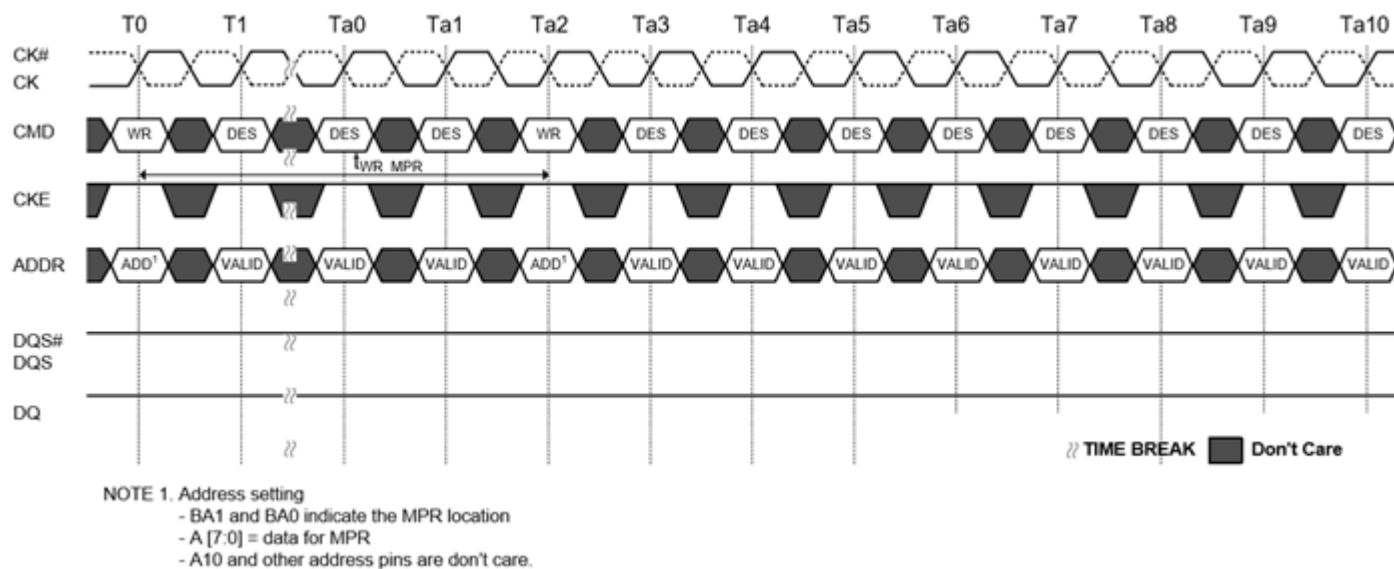 T0 T1 Ta0 Ta1 Ta2 Ta3 Ta4 Ta5 Ta6 Ta7 Ta8 Ta9 Ta10
CK#
CK
CMD WR DES DES DES WR DES DES DES DES DES DES DES DES
tWR_MPR
CKE
ADDR ADD¹ VALID VALID VALID ADD¹ VALID VALID VALID VALID VALID VALID VALID VALID
DQS#
DQS
DQ
TIME BREAK Don't Care
NOTE 1. Address setting
- BA1 and BA0 indicate the MPR location
- A [7:0] = data for MPR
- A10 and other address pins are don't care.